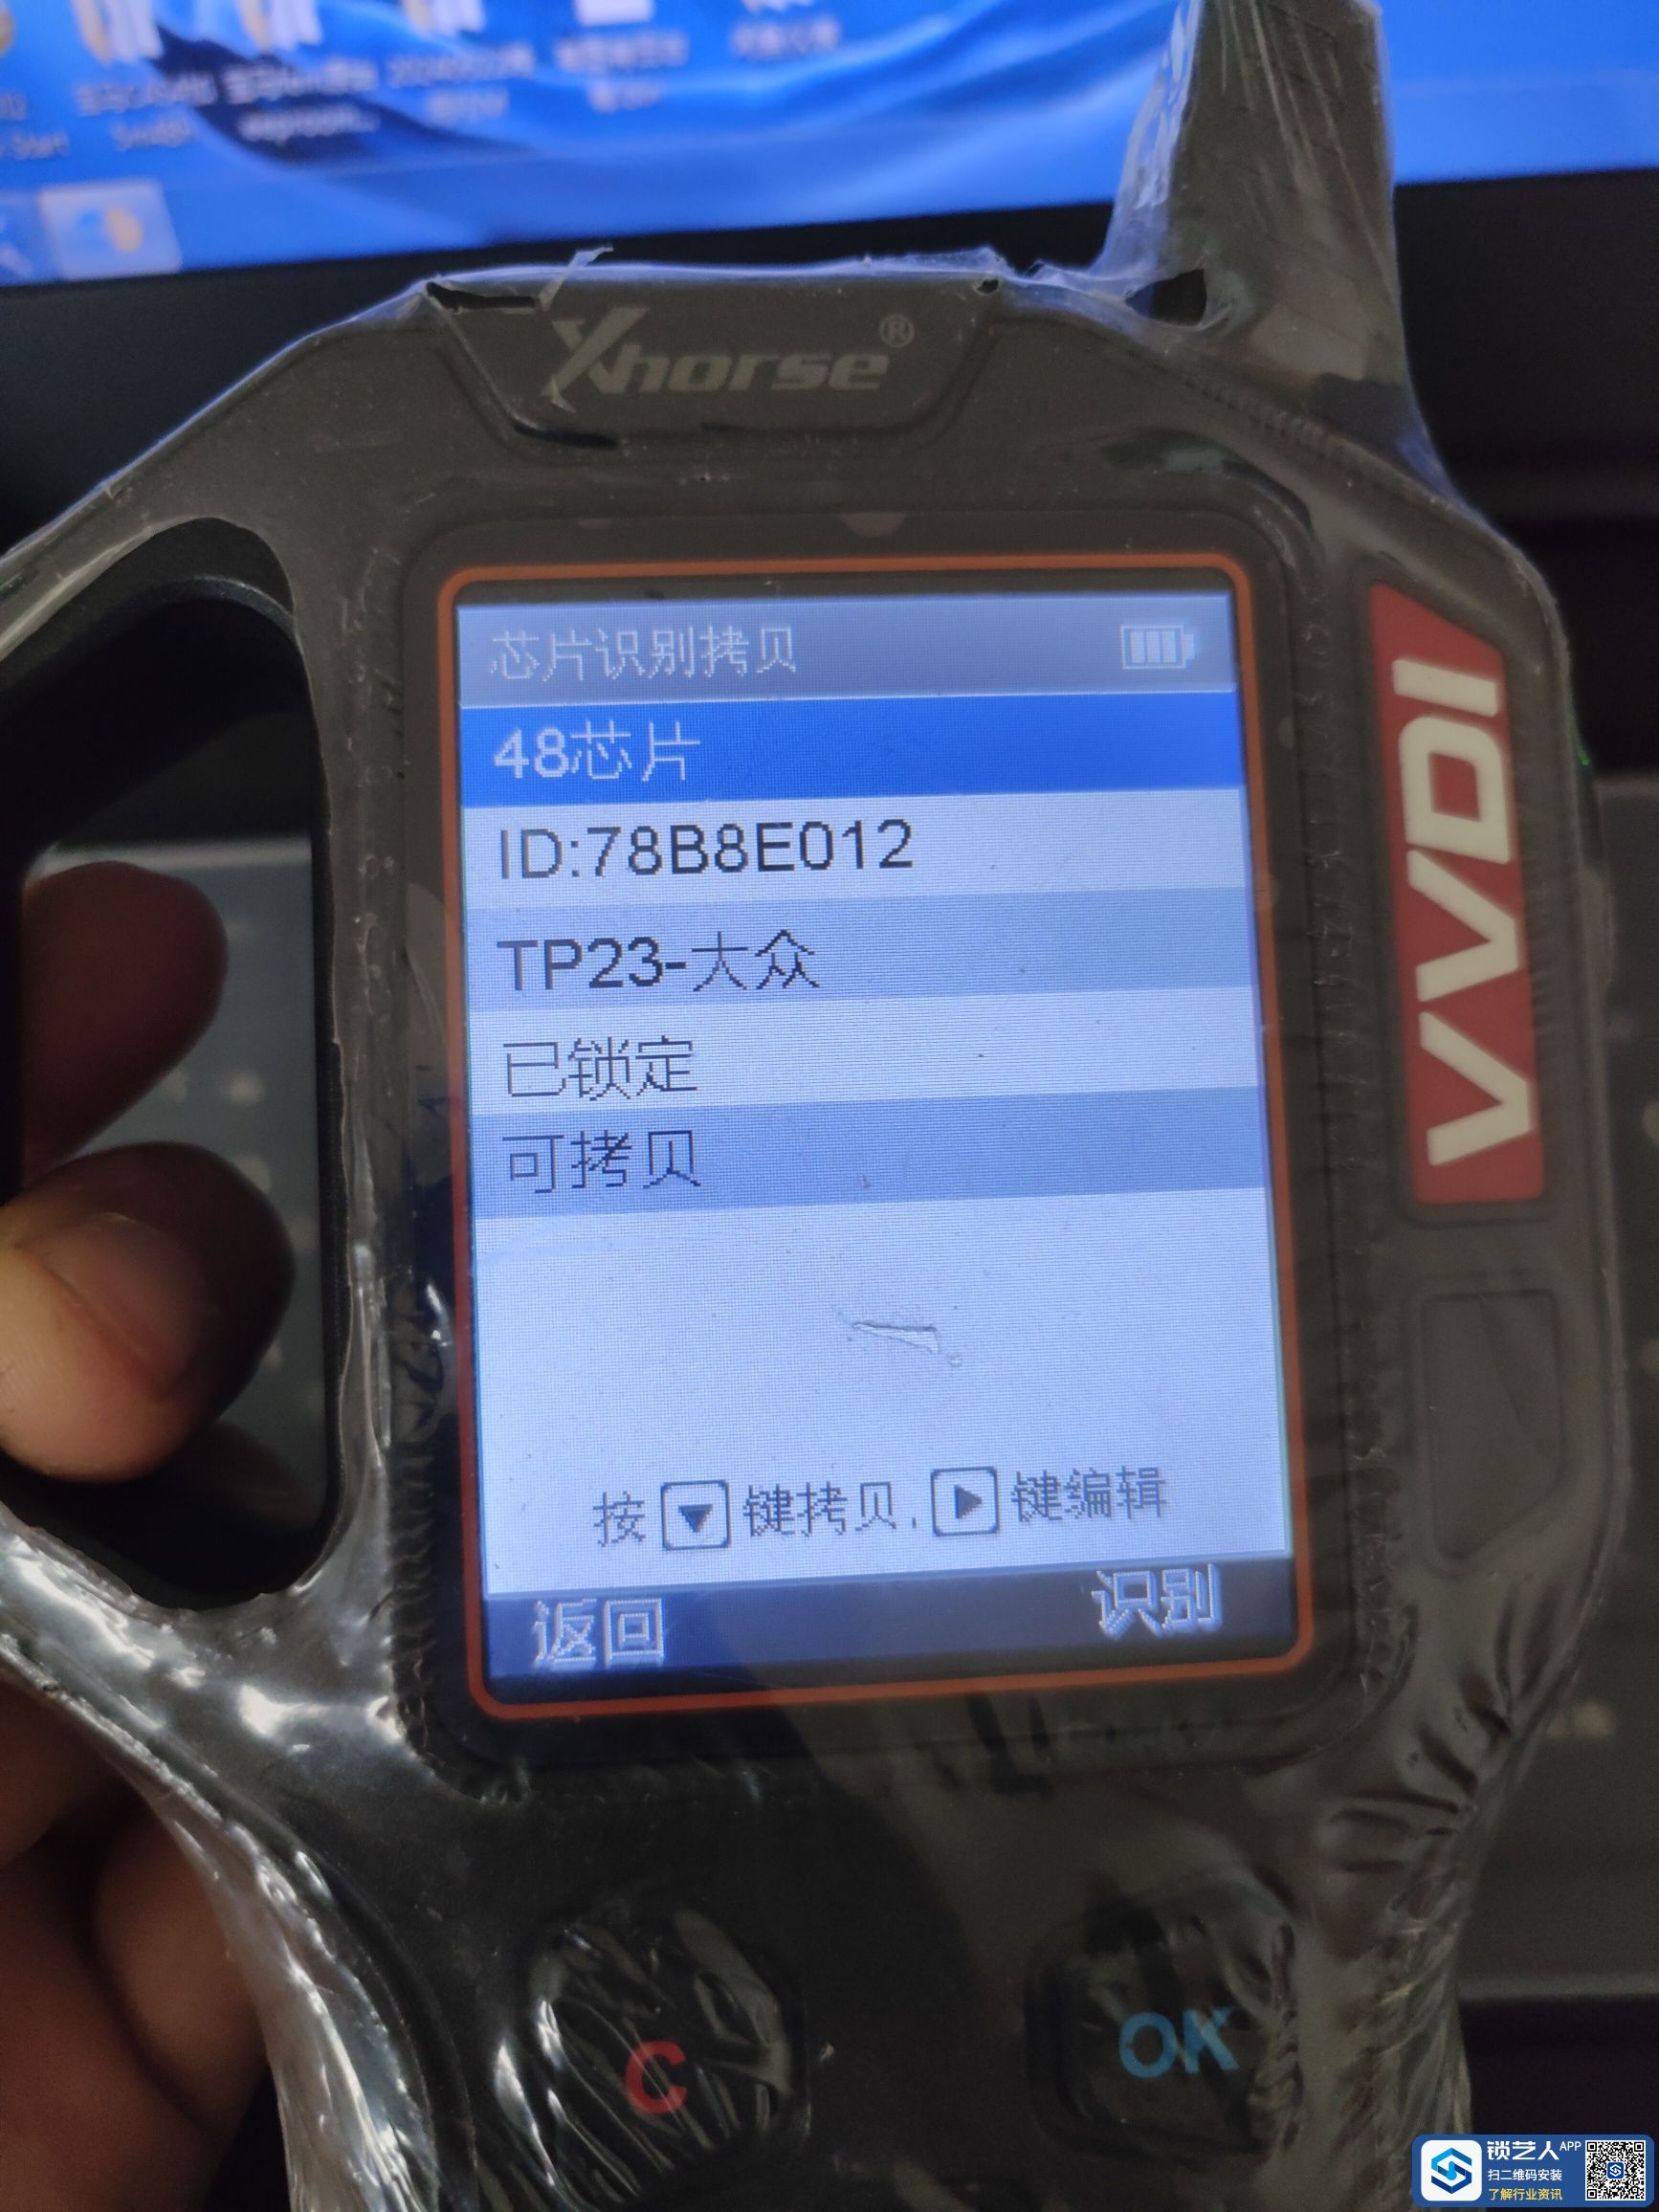 Xhorse®
芯片识别拷贝
48芯片
ID:78B8E012
TP23-大众
已锁定
可拷贝
按▼键拷贝,▶键编辑
返回
识别
VVDI
C
OK
锁艺人APP
扫二维码安装
了解行业资讯